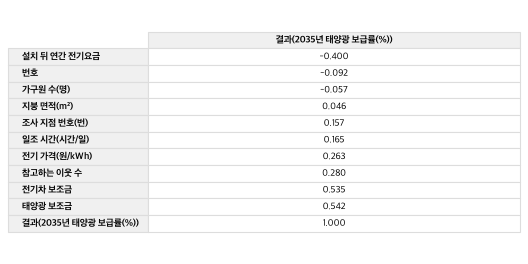 결과(2035년 태양광 보급률(%))
설치 뒤 연간 전기요금 -0.400
번호 -0.092
가구원 수(명) -0.057
지붕 면적(m²) 0.046
조사 지점 번호(번) 0.157
일조 시간(시간/일) 0.165
전기 가격(원/kWh) 0.263
참고하는 이웃 수 0.280
전기차 보조금 0.535
태양광 보조금 0.542
결과(2035년 태양광 보급률(%)) 1.000